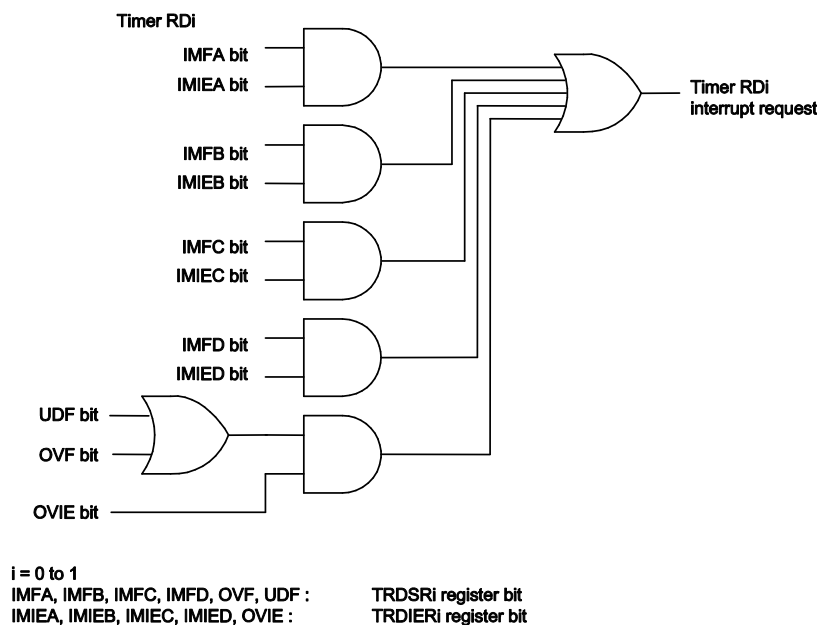 Timer RDi
IMFA bit
IMIEA bit
Timer RDi
interrupt request
IMFB bit
IMIEB bit
IMFC bit
IMIEC bit
IMFD bit
IMIED bit
UDF bit
OVF bit
OVIE bit
i = 0 to 1
IMFA, IMFB, IMFC, IMFD, OVF, UDF : TRDSRi register bit
IMIEA, IMIEB, IMIEC, IMIED, OVIE : TRDIERi register bit